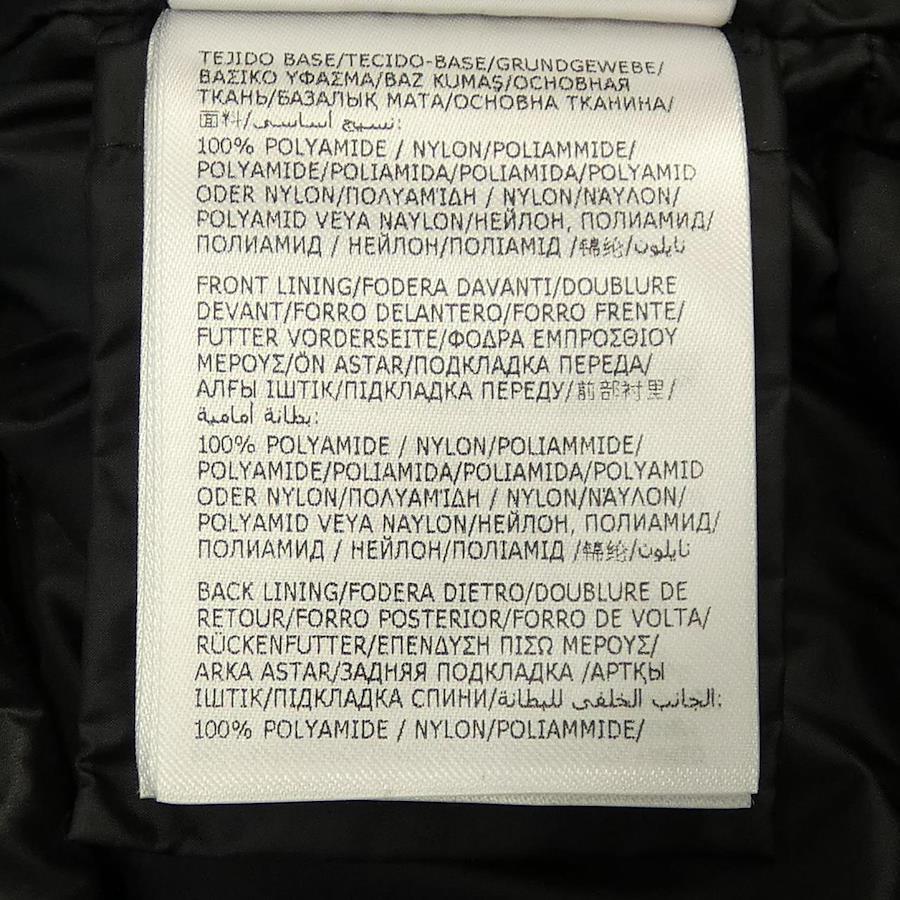 TEJIDO BASE/TECIDO-BASE/GRUNDGEWEBE/
ΒΑΣΙΚΟ ΥΦΑΣΜΑ/BAZ KUMAŞ/ОСНОВНАЯ
ТКАНЬ/БАЗАЛЫҚ МАТА/ОСНОВНА ТКАНИНА/
面料/نسيج أساسي:
100% POLYAMIDE / NYLON/POLIAMMIDE/
POLYAMIDE/POLIAMIDA/POLIAMIDA/POLYAMID
ODER NYLON/ΠΟΛΥΑΜΊΔΗ / NYLON/ΝΆΥΛΟΝ/
POLYAMID VEYA NAYLON/НЕЙЛОН, ПОЛИАМИД/
ПОЛИАМИД / НЕЙЛОН/ПОЛІАМІД /锦纶/نايلون
FRONT LINING/FODERA DAVANTI/DOUBLURE
DEVANT/FORRO DELANTERO/FORRO FRENTE/
FUTTER VORDERSEITE/ΦΟΔΡΑ ΕΜΠΡΟΣΘΙΟΥ
ΜΕΡΟΥΣ/ÖN ASTAR/ПОДКЛАДКА ПЕРЕДА/
АЛҒЫ ІШТІК/ПІДКЛАДКА ПЕРЕДУ/前部衬里/
بطانة أمامية:
100% POLYAMIDE / NYLON/POLIAMMIDE/
POLYAMIDE/POLIAMIDA/POLIAMIDA/POLYAMID
ODER NYLON/ΠΟΛΥΑΜΊΔΗ / NYLON/ΝΆΥΛΟΝ/
POLYAMID VEYA NAYLON/НЕЙЛОН, ПОЛИАМИД/
ПОЛИАМИД / НЕЙЛОН/ПОЛІАМІД /锦纶/نايلون
BACK LINING/FODERA DIETRO/DOUBLURE DE
RETOUR/FORRO POSTERIOR/FORRO DE VOLTA/
RÜCKENFUTTER/ΕΠΕΝΔΥΣΗ ΠΙΣΩ ΜΕΡΟΥΣ/
ARKA ASTAR/ЗАДНЯЯ ПОДКЛАДКА /АРТҚЫ
ІШТІК/ПІДКЛАДКА СПИНИ/الجانب الخلفي للبطانة:
100% POLYAMIDE / NYLON/POLIAMMIDE/